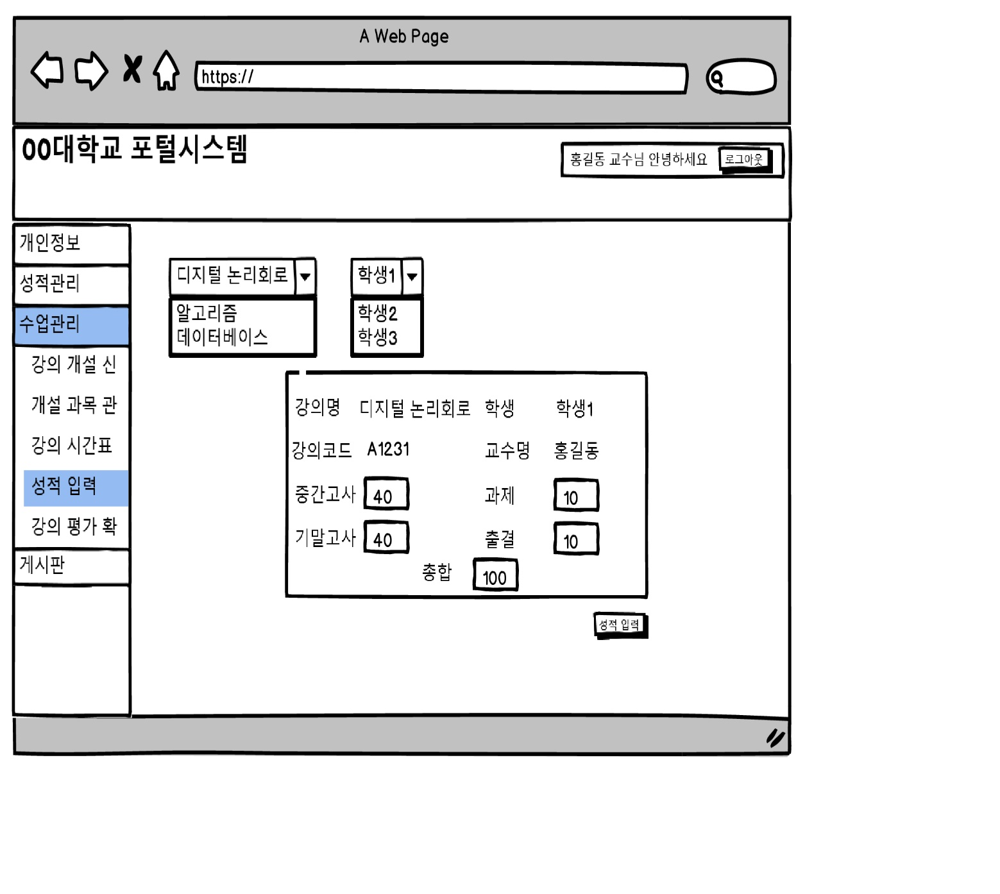 A Web Page
https://
00대학교 포털시스템
홍길동 교수님 안녕하세요 로그아웃
개인정보
성적관리
수업관리
강의 개설 신
개설 과목 관
강의 시간표
성적 입력
강의 평가 확
게시판
디지털 논리회로 학생1
알고리즘 학생2
데이터베이스 학생3
강의명 디지털 논리회로 학생 학생1
강의코드 A1231 교수명 홍길동
중간고사 40 과제 10
기말고사 40 출결 10
총합 100
성적 입력